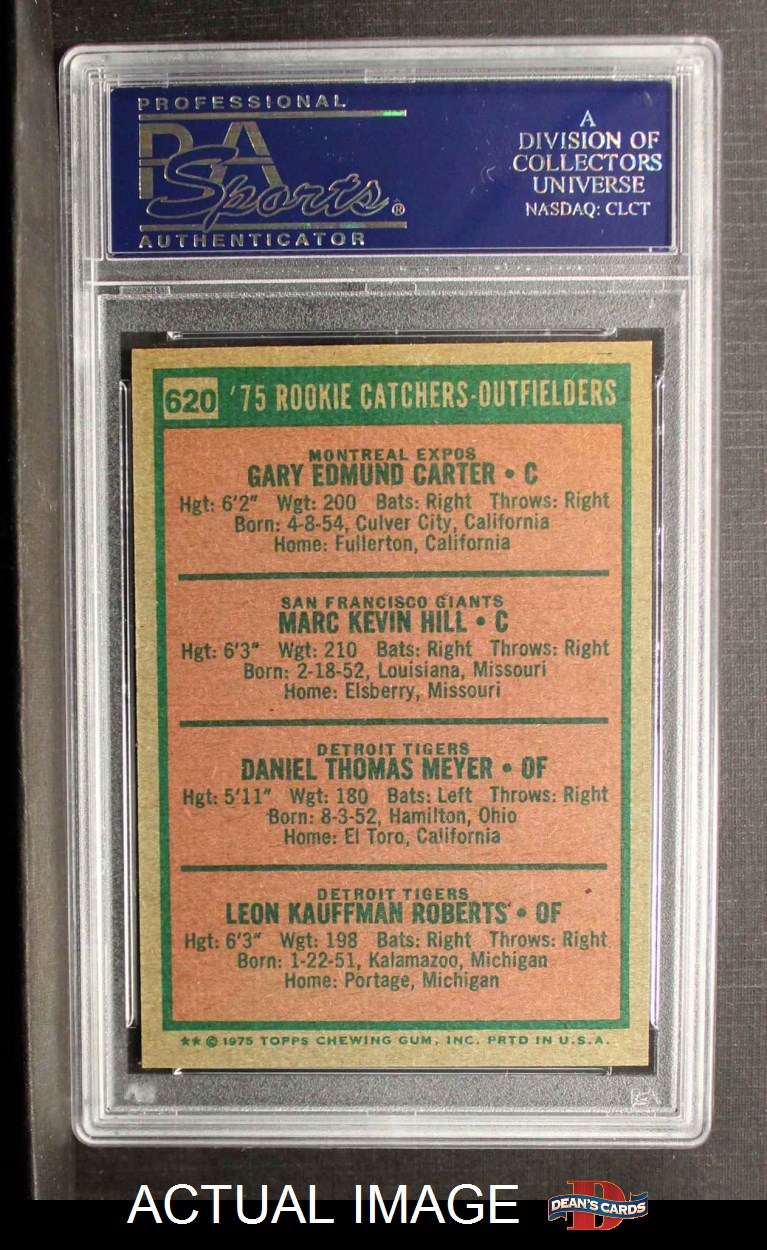 PROFESSIONAL
PSA
Sports®
AUTHENTICATOR
A
DIVISION OF
COLLECTORS
UNIVERSE
NASDAQ: CLCT
620 '75 ROOKIE CATCHERS-OUTFIELDERS
MONTREAL EXPOS
GARY EDMUND CARTER • C
Hgt: 6'2" Wgt: 200 Bats: Right Throws: Right
Born: 4-8-54, Culver City, California
Home: Fullerton, California
SAN FRANCISCO GIANTS
MARC KEVIN HILL • C
Hgt: 6'3" Wgt: 210 Bats: Right Throws: Right
Born: 2-18-52, Louisiana, Missouri
Home: Elsberry, Missouri
DETROIT TIGERS
DANIEL THOMAS MEYER • OF
Hgt: 5'11" Wgt: 180 Bats: Left Throws: Right
Born: 8-3-52, Hamilton, Ohio
Home: El Toro, California
DETROIT TIGERS
LEON KAUFFMAN ROBERTS • OF
Hgt: 6'3" Wgt: 198 Bats: Right Throws: Right
Born: 1-22-51, Kalamazoo, Michigan
Home: Portage, Michigan
** © 1975 TOPPS CHEWING GUM, INC. PRTD IN U.S.A.
PSA
ACTUAL IMAGE
D
DEAN'S CARDS